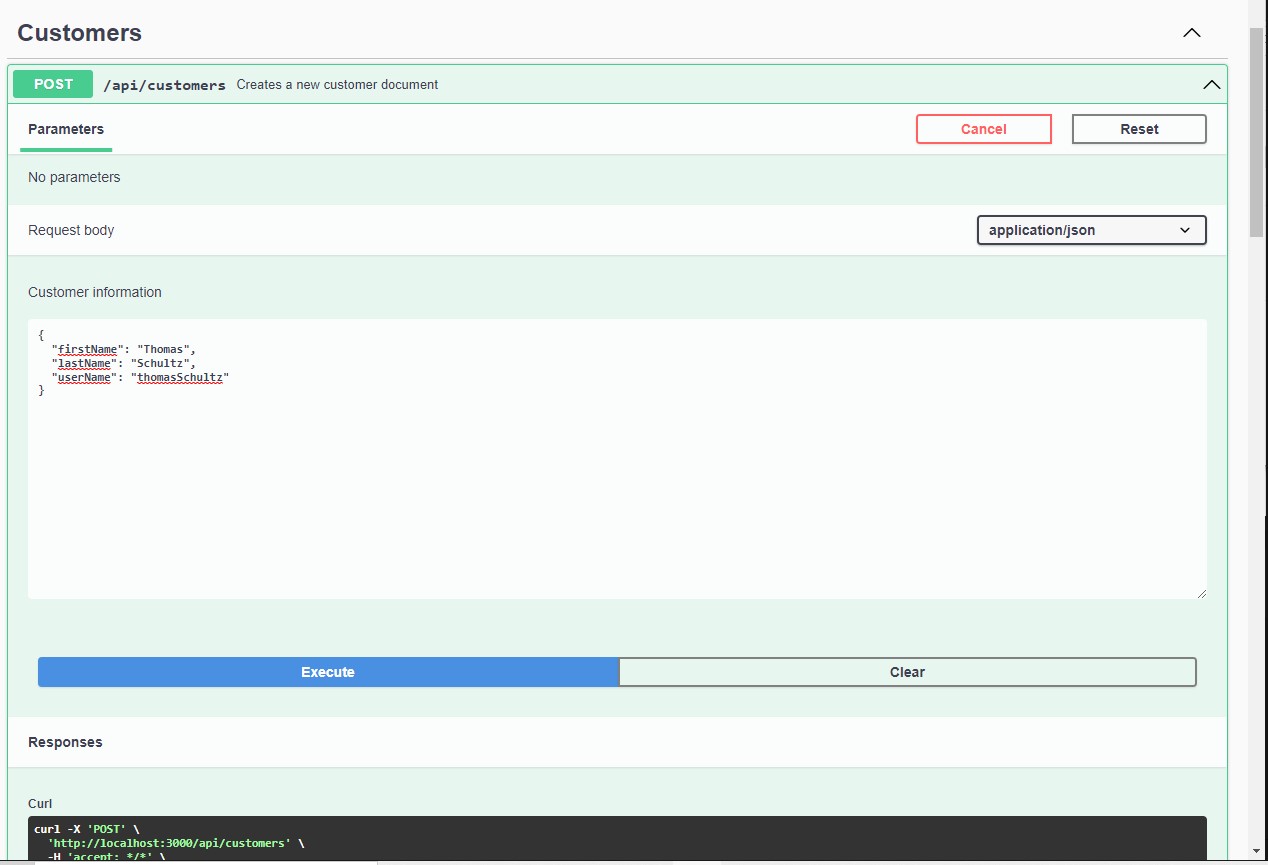 Customers
POST /api/customers Creates a new customer document
Parameters Cancel Reset
No parameters
Request body application/json
Customer information
{
"firstName": "Thomas",
"lastName": "Schultz",
"userName": "thomasSchultz"
}
Execute Clear
Responses
Curl
curl -X 'POST' \
'http://localhost:3000/api/customers' \
-H 'accept: */*' \